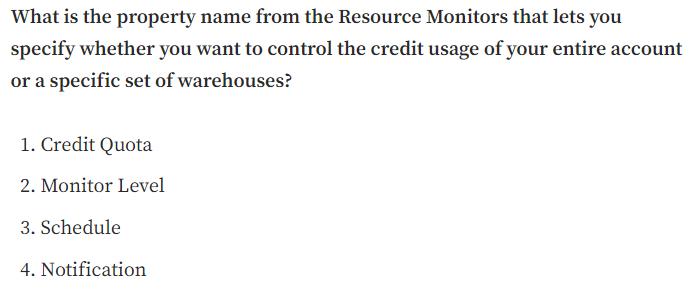 What is the property name from the Resource Monitors that lets you
specify whether you want to control the credit usage of your entire account
or a specific set of warehouses?
1. Credit Quota
2. Monitor Level
3. Schedule
4. Notification